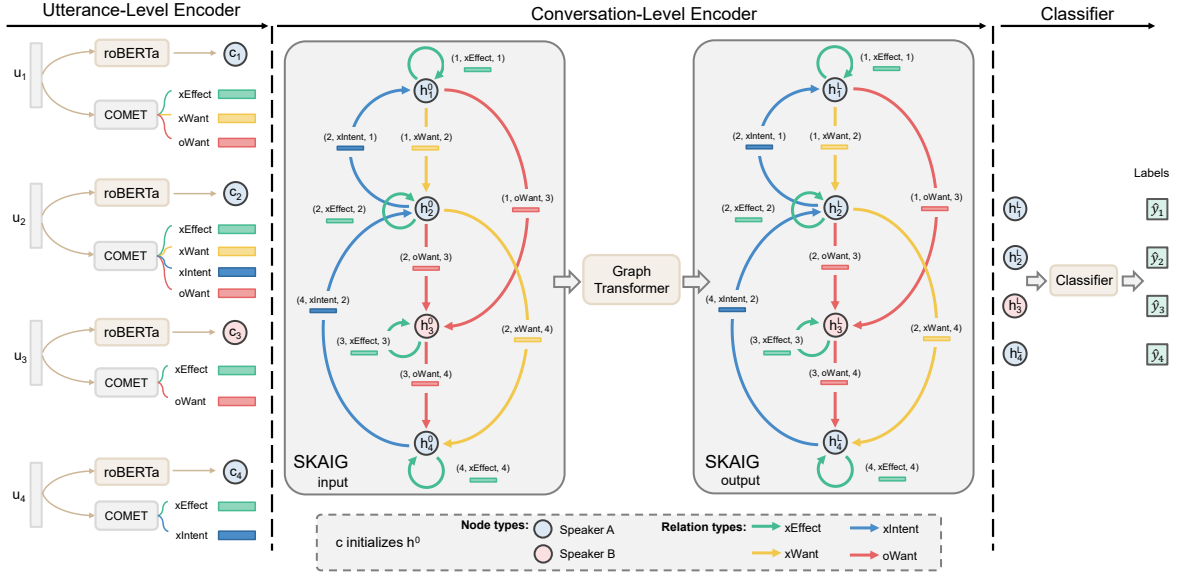 Utterance-Level Encoder
Conversation-Level Encoder
Classifier
u1
roBERTa
c1
COMET
xEffect
xWant
oWant
u2
roBERTa
c2
COMET
xEffect
xWant
xIntent
oWant
u3
roBERTa
c3
COMET
xEffect
oWant
u4
roBERTa
c4
COMET
xEffect
xIntent
(1, xEffect, 1)
h1^0
(2, xIntent, 1)
(1, xWant, 2)
(1, oWant, 3)
(2, xEffect, 2)
h2^0
(2, oWant, 3)
(4, xIntent, 2)
h3^0
(3, xEffect, 3)
(2, xWant, 4)
(3, oWant, 4)
h4^0
(4, xEffect, 4)
SKAIG
input
Graph
Transformer
(1, xEffect, 1)
h1^L
(2, xIntent, 1)
(1, xWant, 2)
(1, oWant, 3)
(2, xEffect, 2)
h2^L
(2, oWant, 3)
(4, xIntent, 2)
h3^L
(3, xEffect, 3)
(2, xWant, 4)
(3, oWant, 4)
h4^L
(4, xEffect, 4)
SKAIG
output
Labels
h1^L
h2^L
h3^L
h4^L
Classifier
ŷ1
ŷ2
ŷ3
ŷ4
c initializes h^0
Node types:
Speaker A
Speaker B
Relation types:
xEffect
xIntent
xWant
oWant